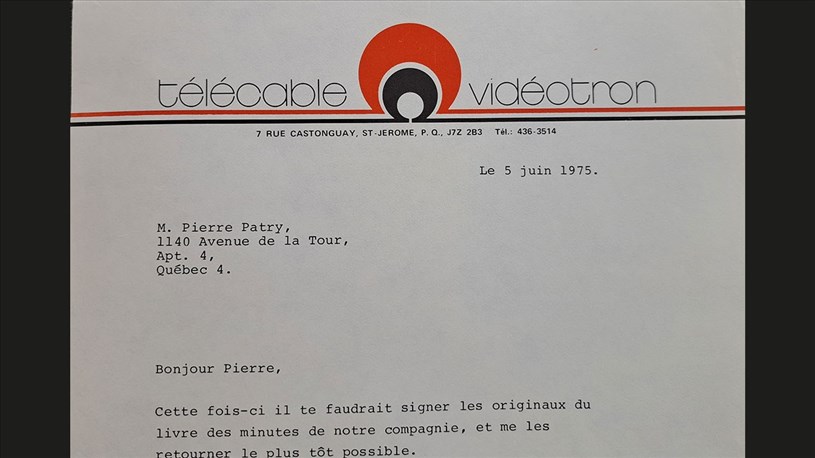 télécable vidéotron
7 RUE CASTONGUAY, ST-JEROME, P. Q., J7Z 2B3 Tél.: 436-3514
Le 5 juin 1975.
M. Pierre Patry,
1140 Avenue de la Tour,
Apt. 4,
Québec 4.
Bonjour Pierre,
Cette fois-ci il te faudrait signer les originaux du
livre des minutes de notre compagnie, et me les
retourner le plus tôt possible.